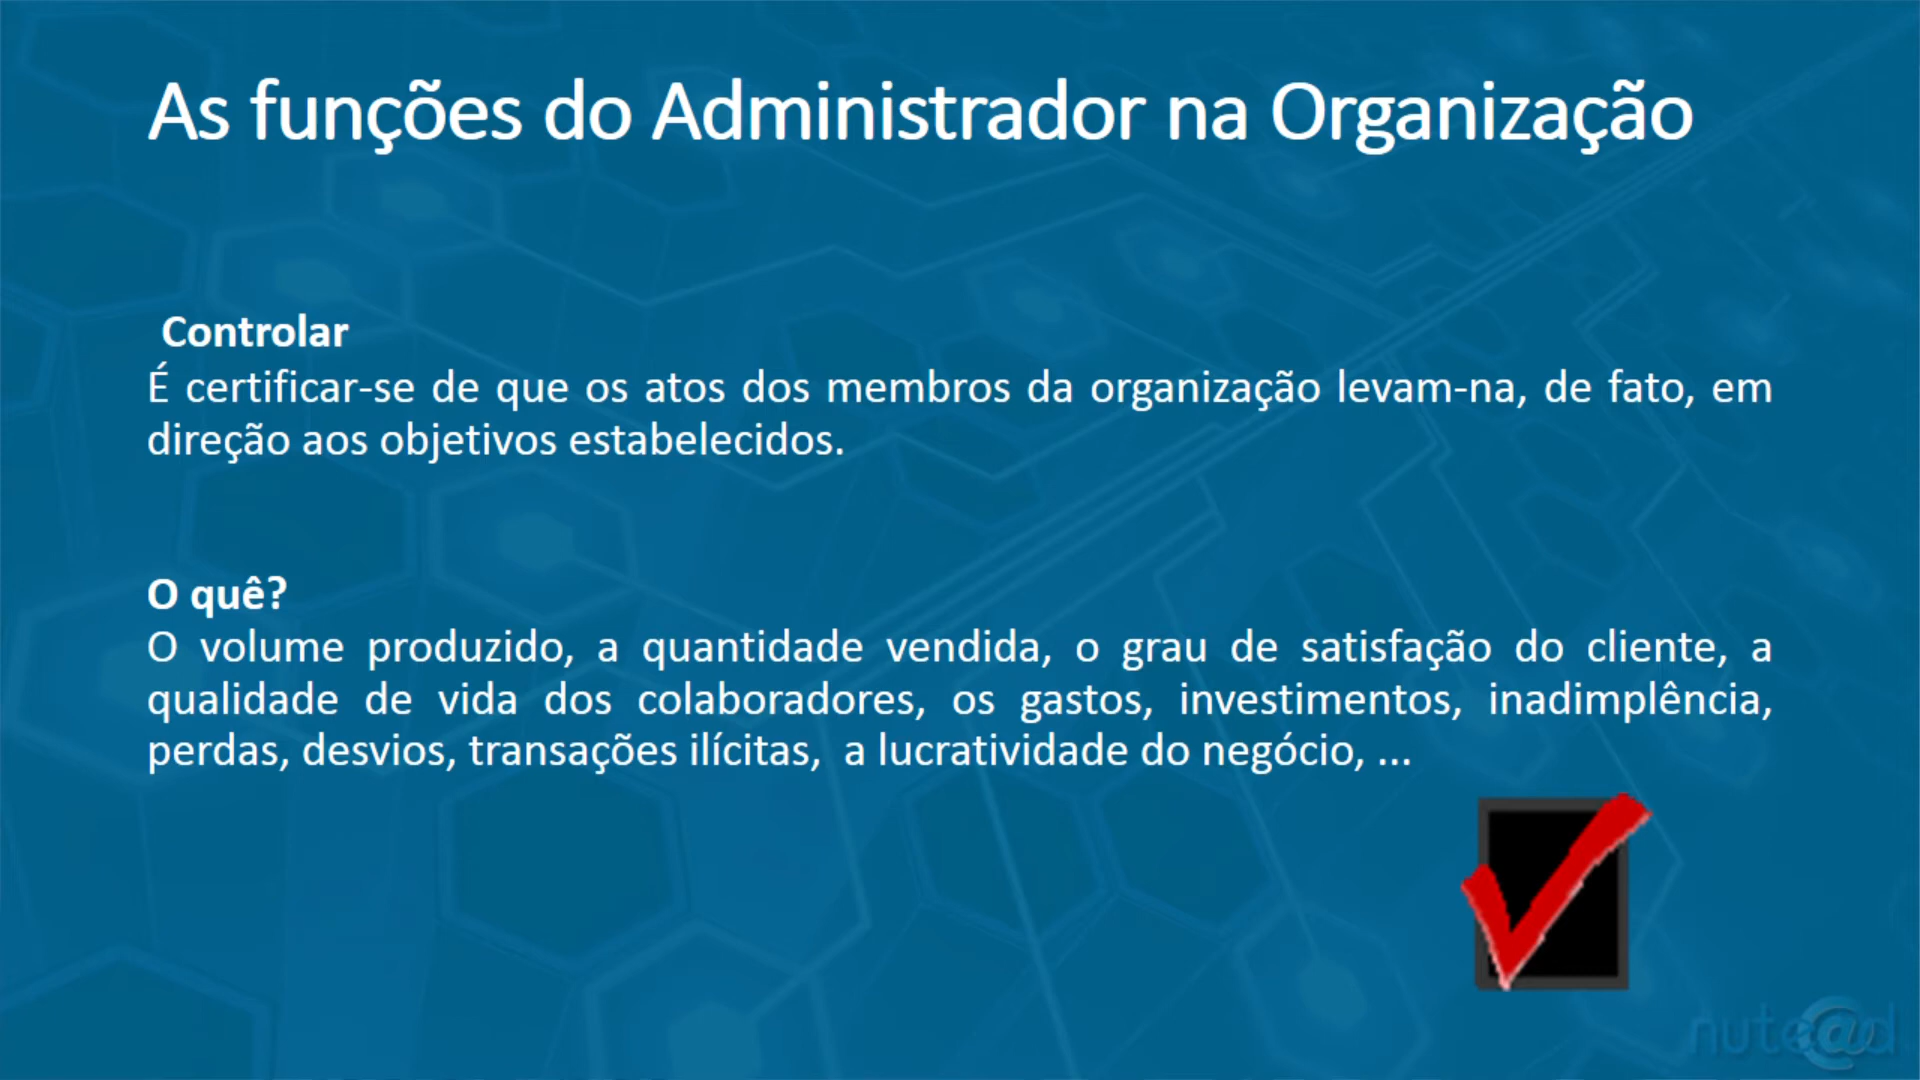 As funções do Administrador na Organização
Controlar
É certificar-se de que os atos dos membros da organização levam-na, de fato, em
direção aos objetivos estabelecidos.
O quê?
O volume produzido, a quantidade vendida, o grau de satisfação do cliente, a
qualidade de vida dos colaboradores, os gastos, investimentos, inadimplência,
perdas, desvios, transações ilícitas, a lucratividade do negócio, ...
nute@d